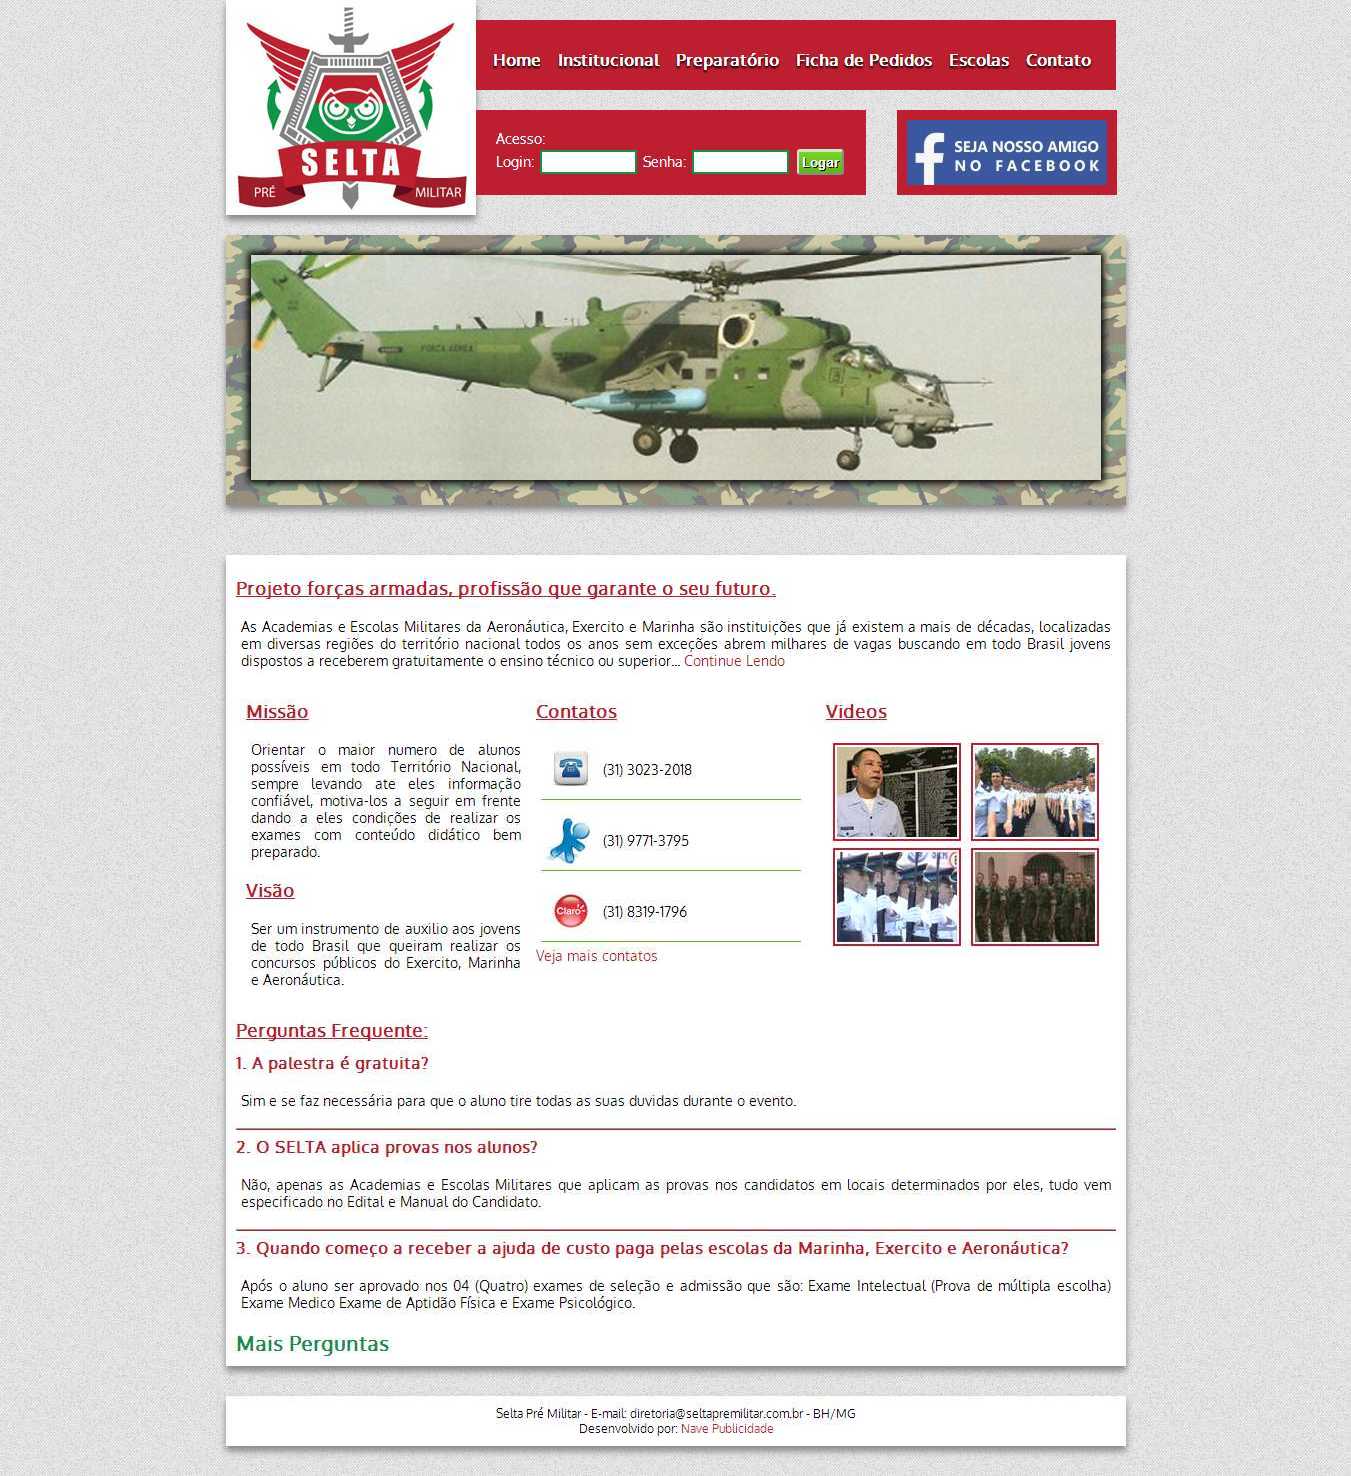 SELTA
PRÉ MILITAR
Home Institucional Preparatório Ficha de Pedidos Escolas Contato
Acesso:
Login: Senha: Logar
SEJA NOSSO AMIGO
NO FACEBOOK
FORÇA AEREA
Projeto forças armadas, profissão que garante o seu futuro.
As Academias e Escolas Militares da Aeronáutica, Exercito e Marinha são instituições que já existem a mais de décadas, localizadas
em diversas regiões do território nacional todos os anos sem exceções abrem milhares de vagas buscando em todo Brasil jovens
dispostos a receberem gratuitamente o ensino técnico ou superior... Continue Lendo
Missão
Orientar o maior numero de alunos
possíveis em todo Território Nacional,
sempre levando ate eles informação
confiável, motiva-los a seguir em frente
dando a eles condições de realizar os
exames com conteúdo didático bem
preparado.
Visão
Ser um instrumento de auxilio aos jovens
de todo Brasil que queiram realizar os
concursos públicos do Exercito, Marinha
e Aeronáutica.
Contatos
(31) 3023-2018
(31) 9771-3795
Claro
(31) 8319-1796
Veja mais contatos
Videos
Perguntas Frequente:
1. A palestra é gratuita?
Sim e se faz necessária para que o aluno tire todas as suas duvidas durante o evento.
2. O SELTA aplica provas nos alunos?
Não, apenas as Academias e Escolas Militares que aplicam as provas nos candidatos em locais determinados por eles, tudo vem
especificado no Edital e Manual do Candidato.
3. Quando começo a receber a ajuda de custo paga pelas escolas da Marinha, Exercito e Aeronáutica?
Após o aluno ser aprovado nos 04 (Quatro) exames de seleção e admissão que são: Exame Intelectual (Prova de múltipla escolha)
Exame Medico Exame de Aptidão Física e Exame Psicológico.
Mais Perguntas
Selta Pré Militar - E-mail: diretoria@seltapremilitar.com.br - BH/MG
Desenvolvido por: Nave Publicidade